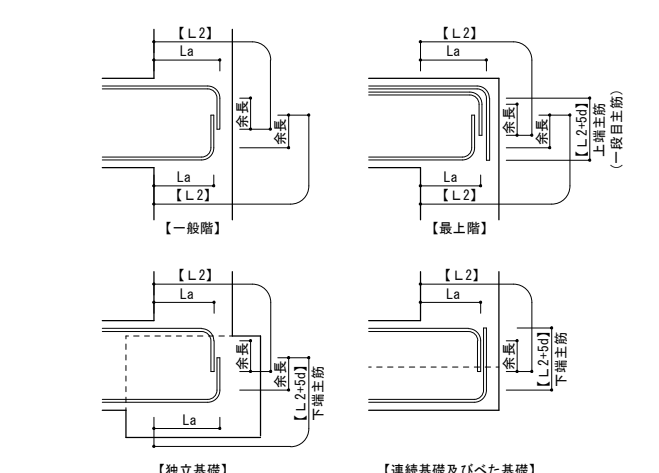 【L2】
La
余長
余長
La
【L2】
【一般階】
【L2】
La
余長
余長
【L2+5d】
上端主筋
(一段目主筋)
La
【L2】
【最上階】
【L2】
La
余長
余長
【L2+5d】
下端主筋
La
【独立基礎】
【L2】
La
余長
【L2+5d】
下端主筋
【連続基礎及びべた基礎】